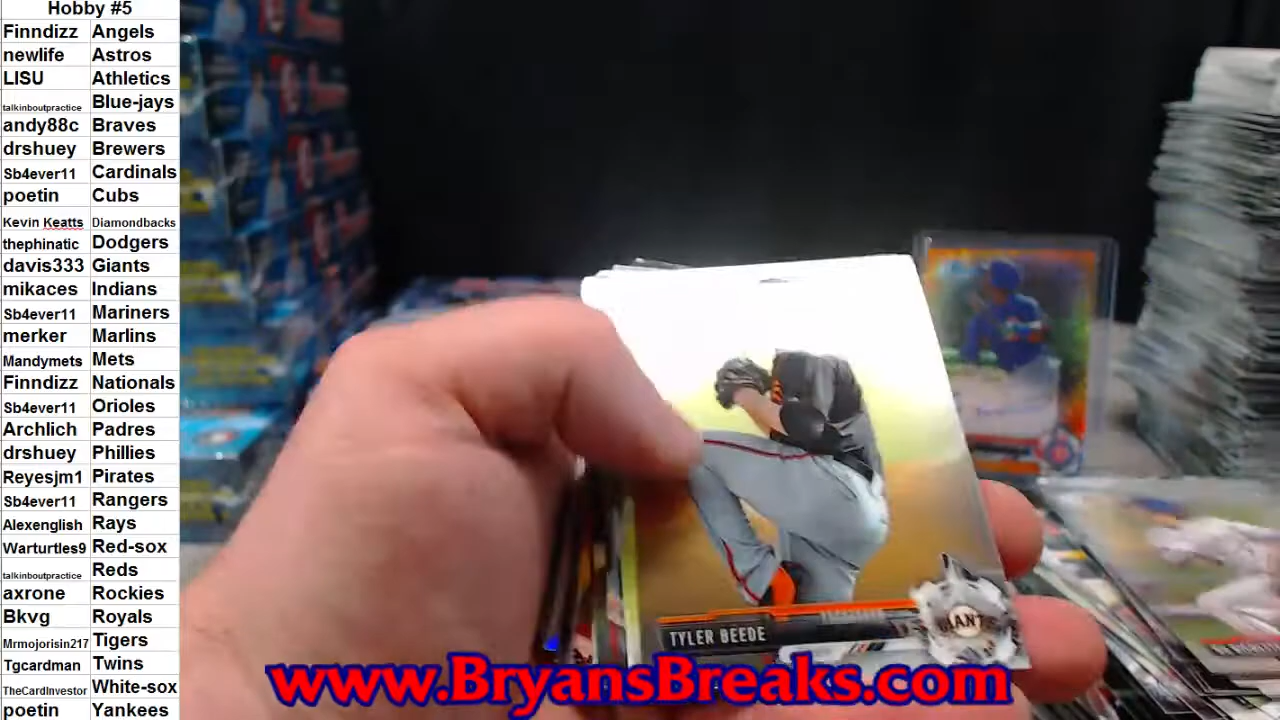 Hobby #5
Finndizz Angels
newlife Astros
LISU Athletics
talkinboutpractice Blue-jays
andy88c Braves
drshuey Brewers
Sb4ever11 Cardinals
poetin Cubs
Kevin Keatts Diamondbacks
thephinatic Dodgers
davis333 Giants
mikaces Indians
Sb4ever11 Mariners
merker Marlins
Mandymets Mets
Finndizz Nationals
Sb4ever11 Orioles
Archlich Padres
drshuey Phillies
Reyesjm1 Pirates
Sb4ever11 Rangers
Alexenglish Rays
Warturtles9 Red-sox
talkinboutpractice Reds
axrone Rockies
Bkvg Royals
Mrmojorisin217 Tigers
Tgcardman Twins
TheCardInvestor White-sox
poetin Yankees
TYLER BEEDE
GIANTS
www.BryansBreaks.com